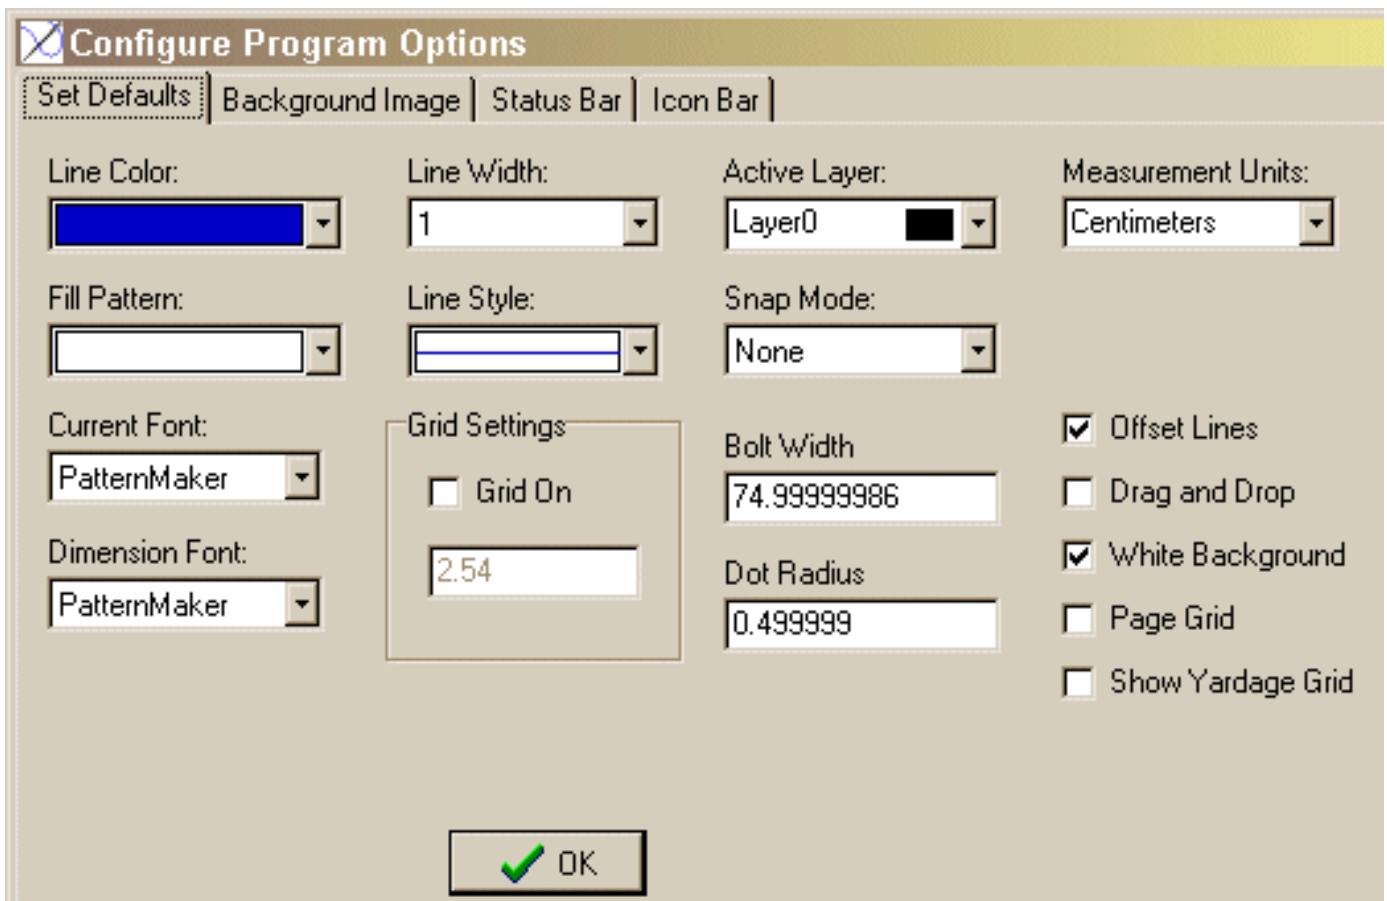 Configure Program Options
Set Defaults Background Image Status Bar Icon Bar
Line Color: Line Width: Active Layer: Measurement Units:
1 Layer0 Centimeters
Fill Pattern: Line Style: Snap Mode:
None
Current Font: Grid Settings Bolt Width Offset Lines
PatternMaker Grid On 74.99999986 Drag and Drop
Dimension Font: 2.54 Dot Radius White Background
PatternMaker 0.499999 Page Grid
Show Yardage Grid
OK